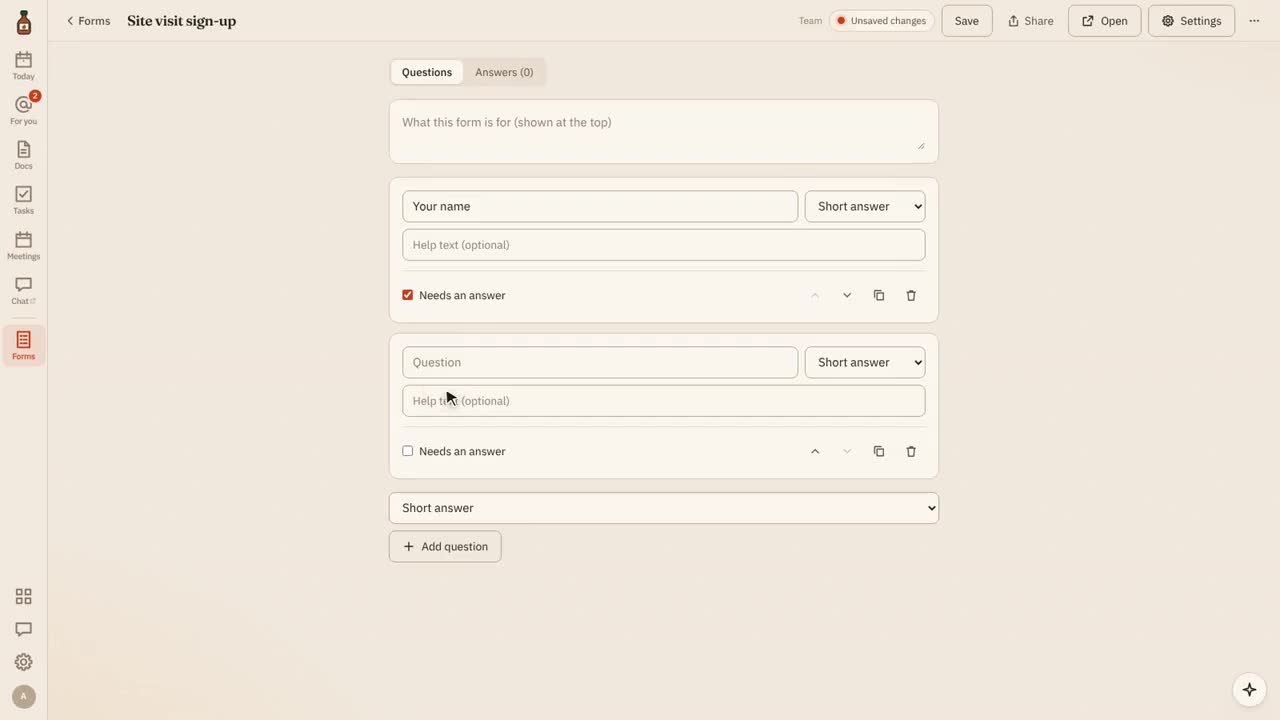 Forms
Site visit sign-up
Team
Unsaved changes
Save
Share
Open
Settings
Today
2
For you
Docs
Tasks
Meetings
Chat
Forms
A
Questions
Answers (0)
What this form is for (shown at the top)
Your name
Short answer
Help text (optional)
Needs an answer
Question
Short answer
Help text (optional)
Needs an answer
Short answer
Add question